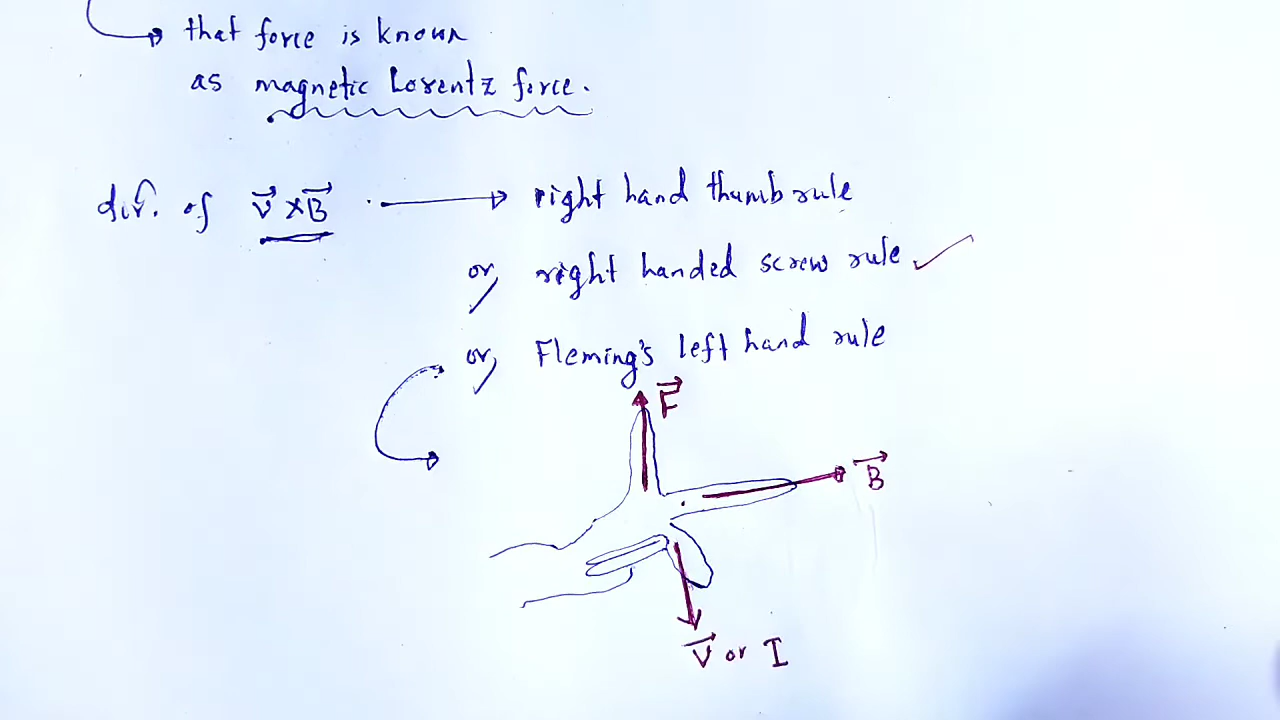 that force is known
as magnetic Lorentz force.
dir. of V⃗ × B⃗ → right hand thumb rule
or, right handed screw rule ✓
or, Fleming's left hand rule
F⃗
B⃗
V⃗ or I